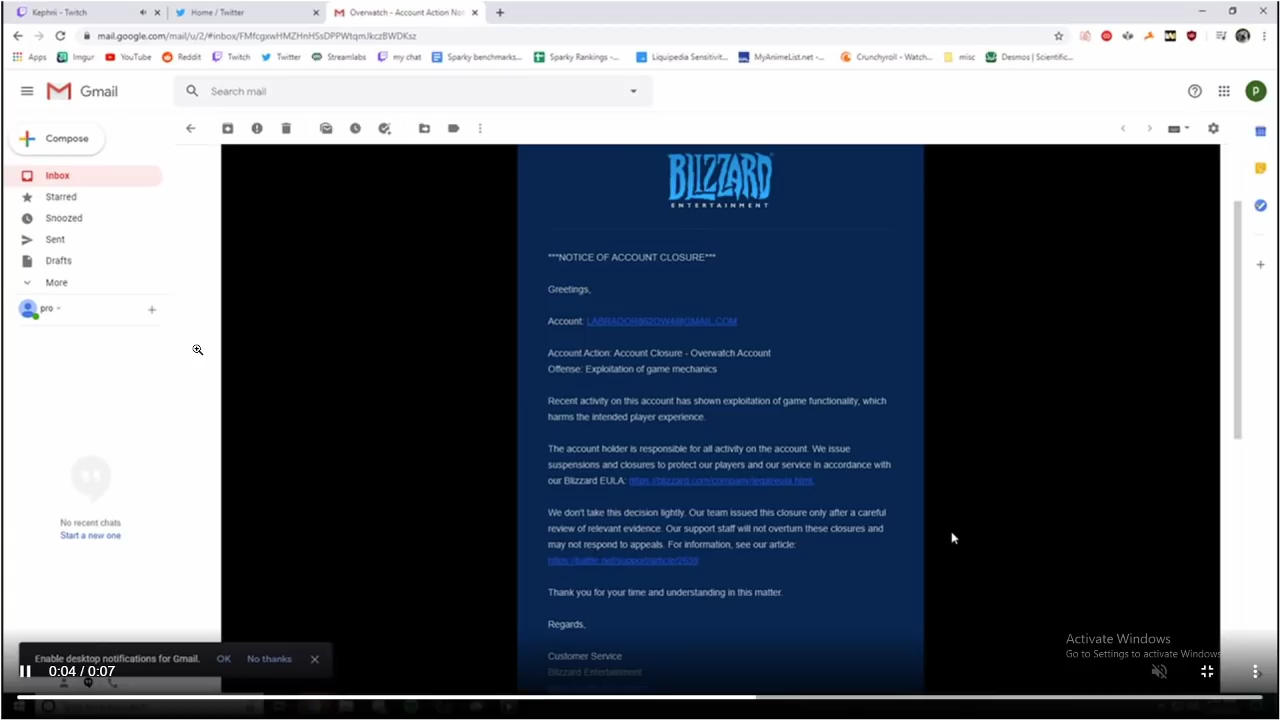 Kephrii - Twitch
Home / Twitter
Overwatch - Account Action Not
mail.google.com/mail/u/2/#inbox/
Apps
Imgur
YouTube
Reddit
Twitch
Twitter
Streamlabs
my chat
Sparky benchmarks...
Sparky Rankings -...
Liquipedia Sensitivit...
MyAnimeList.net -...
Crunchyroll - Watch...
misc
Desmos | Scientific...
Gmail
Search mail
P
Compose
Inbox
Starred
Snoozed
Sent
Drafts
More
pro
No recent chats
Start a new one
BLIZZARD
ENTERTAINMENT
***NOTICE OF ACCOUNT CLOSURE***
Greetings,
Account:
Account Action: Account Closure - Overwatch Account
Offense: Exploitation of game mechanics
Recent activity on this account has shown exploitation of game functionality, which
harms the intended player experience.
The account holder is responsible for all activity on the account. We issue
suspensions and closures to protect our players and our service in accordance with
our Blizzard EULA: https://blizzard.com/company/legal/eula.html.
We don't take this decision lightly. Our team issued this closure only after a careful
review of relevant evidence. Our support staff will not overturn these closures and
may not respond to appeals. For information, see our article:
https://battle.net/support/article/2639
Thank you for your time and understanding in this matter.
Regards,
Customer Service
Blizzard Entertainment
Enable desktop notifications for Gmail.
OK
No thanks
0:04 / 0:07
Activate Windows
Go to Settings to activate Windows